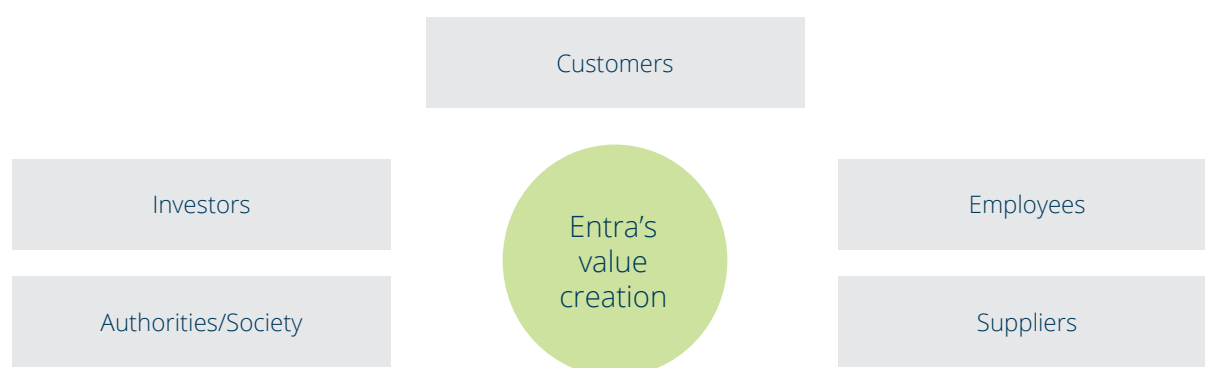 Customers
Investors
Employees
Entra’s
value
creation
Authorities/Society
Suppliers